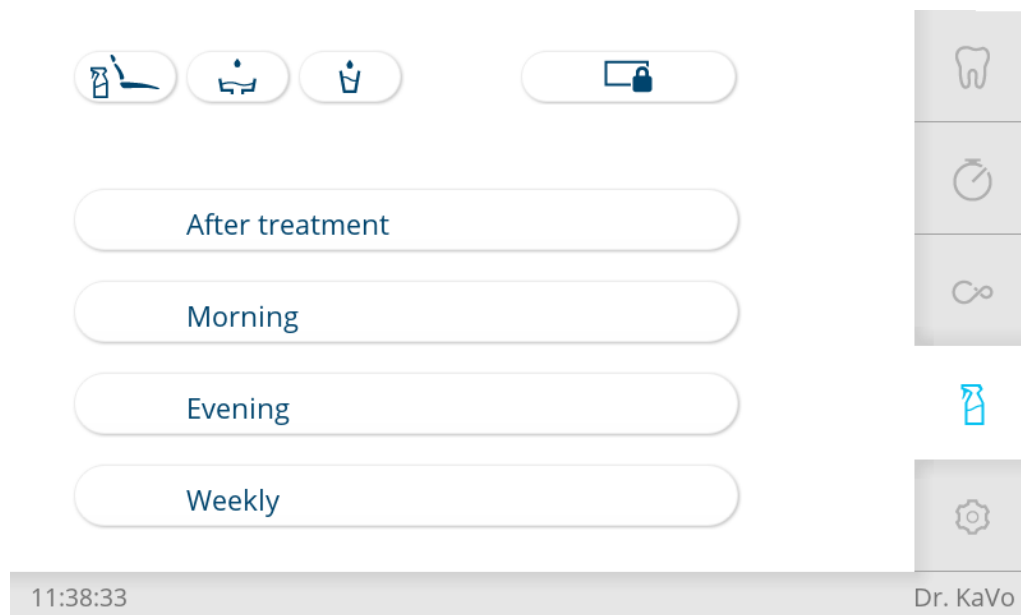 After treatment
Morning
Evening
Weekly
11:38:33 Dr. KaVo